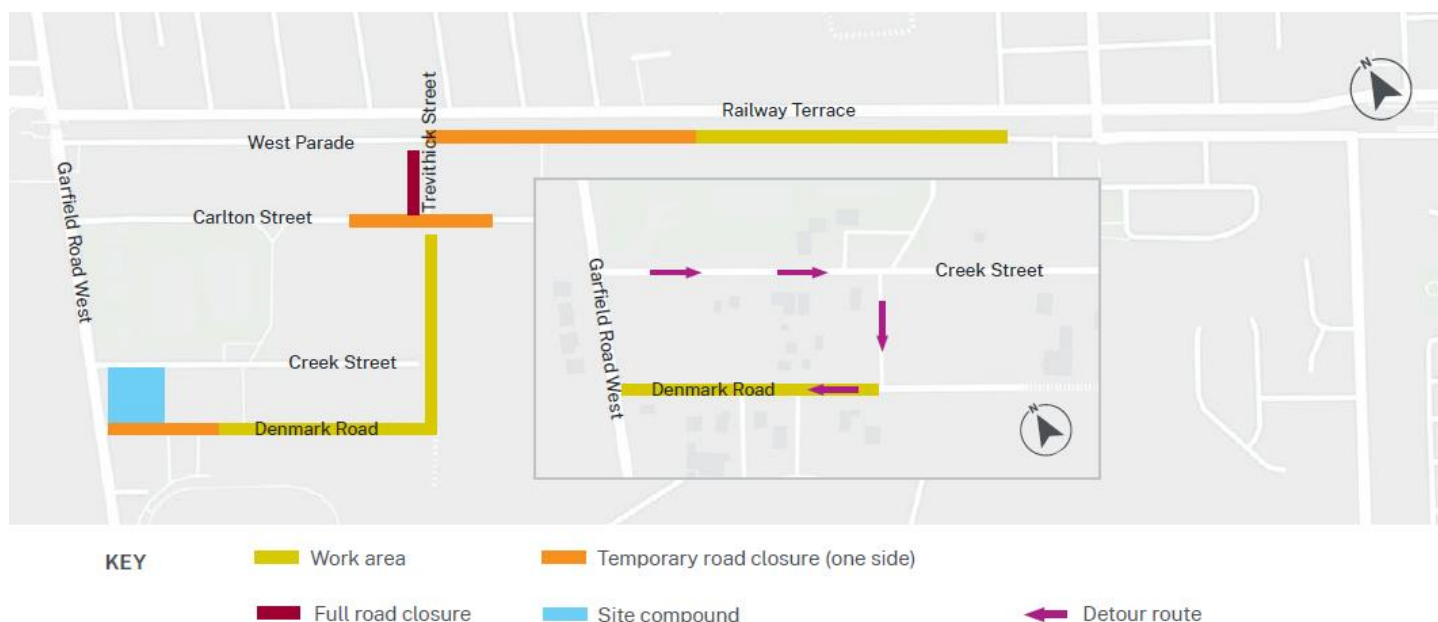 N
Railway Terrace
Trevithick Street
West Parade
Garfield Road West
Carlton Street
Creek Street
Denmark Road
Garfield Road West
Creek Street
Denmark Road
N
KEY
Work area
Temporary road closure (one side)
Full road closure
Site compound
Detour route